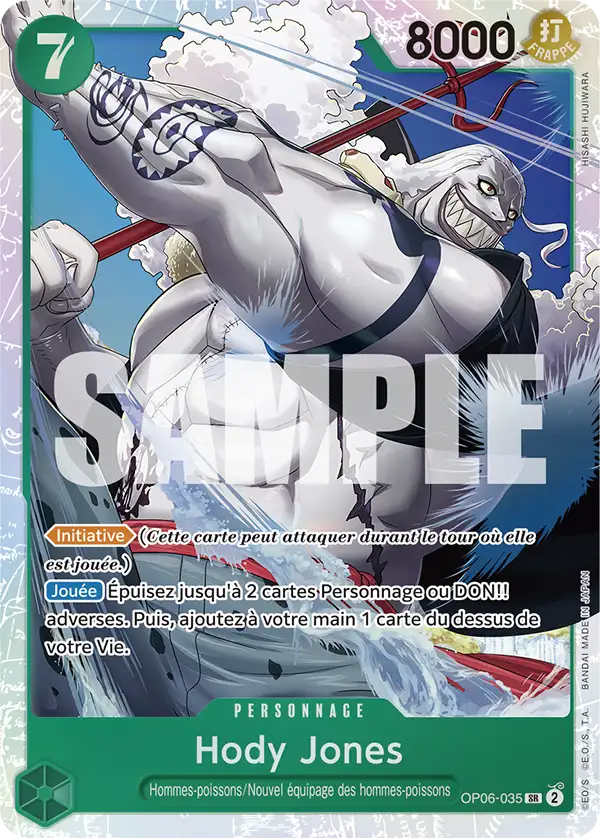 7
8000
打
FRAPPE
HISASHI HUJIWARA
SAMPLE
Initiative (Cette carte peut attaquer durant le tour où elle
est jouée.)
Jouée Épuisez jusqu'à 2 cartes Personnage ou DON!!
adverses. Puis, ajoutez à votre main 1 carte du dessus de
votre Vie.
©EO/S ©E.O./S., T.A. BANDAI MADE IN JAPAN
PERSONNAGE
Hody Jones
Hommes-poissons/Nouvel équipage des hommes-poissons
OP06-035 SR 2